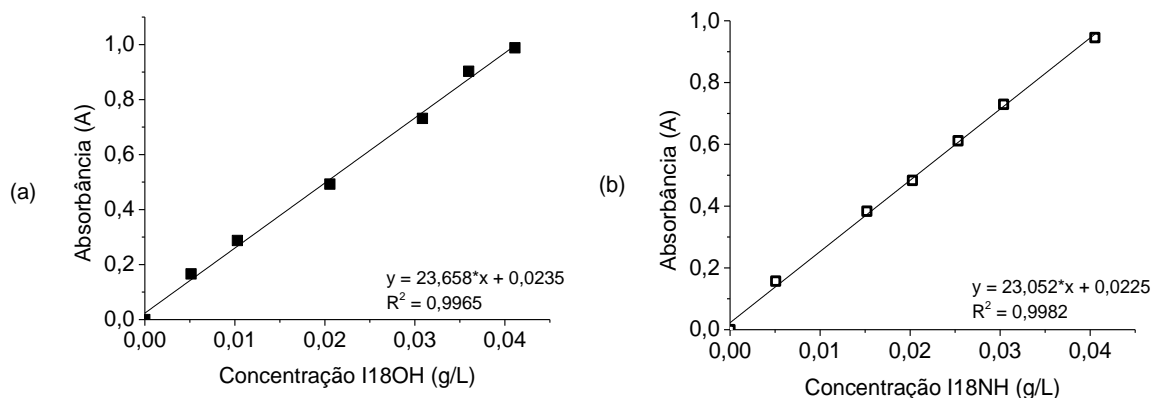 (a)
Absorbância (A)
1,0
0,8
0,6
0,4
0,2
0,0
y = 23,658*x + 0,0235
R² = 0,9965
0,00 0,01 0,02 0,03 0,04
Concentração I18OH (g/L)
(b)
Absorbância (A)
1,0
0,8
0,6
0,4
0,2
0,0
y = 23,052*x + 0,0225
R² = 0,9982
0,00 0,01 0,02 0,03 0,04
Concentração I18NH (g/L)